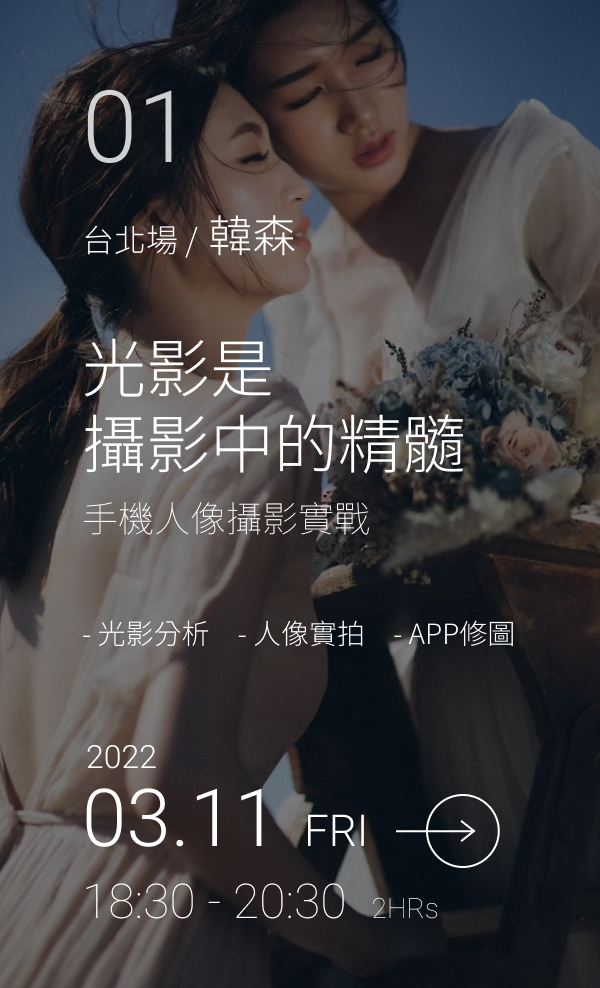 01
台北場 / 韓森
光影是
攝影中的精髓
手機人像攝影實戰
- 光影分析 - 人像實拍 - APP修圖
2022
03.11 FRI
18:30 - 20:30 2HRs